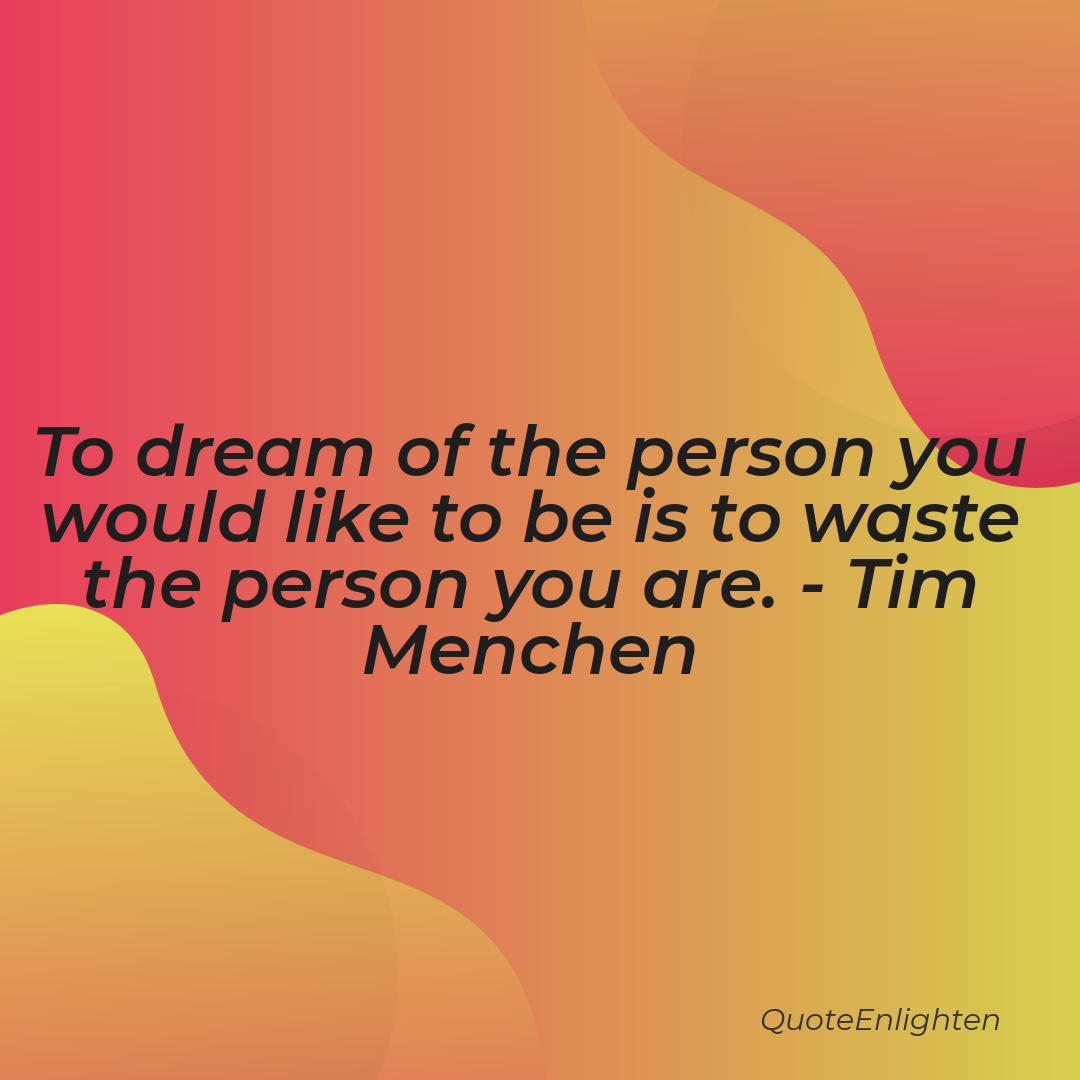 To dream of the person you
would like to be is to waste
the person you are. - Tim
Menchen
QuoteEnlighten